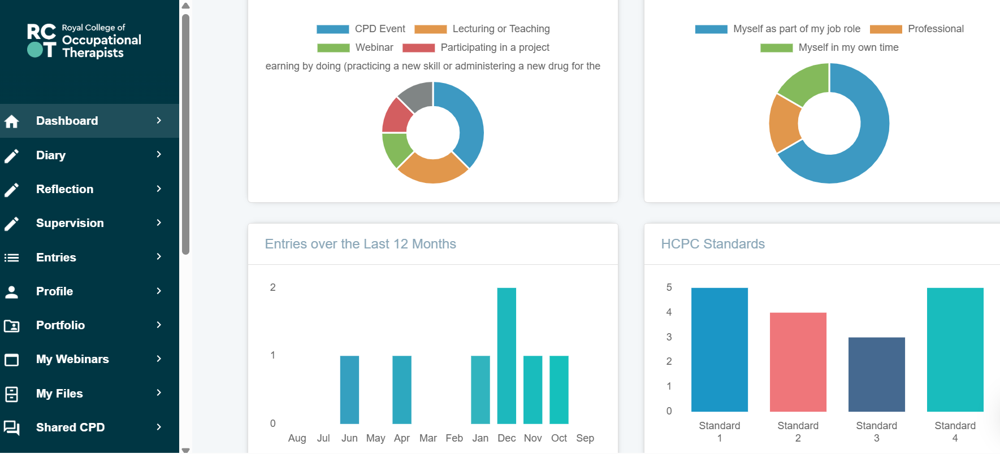 RC
OT
Royal College of
Occupational
Therapists
Dashboard
Diary
Reflection
Supervision
Entries
Profile
Portfolio
My Webinars
My Files
Shared CPD
CPD Event
Lecturing or Teaching
Webinar
Participating in a project
earning by doing (practicing a new skill or administering a new drug for the
Myself as part of my job role
Professional
Myself in my own time
Entries over the Last 12 Months
2
1
0
Aug Jul Jun May Apr Mar Feb Jan Dec Nov Oct Sep
HCPC Standards
5
4
3
2
1
0
Standard 1
Standard 2
Standard 3
Standard 4